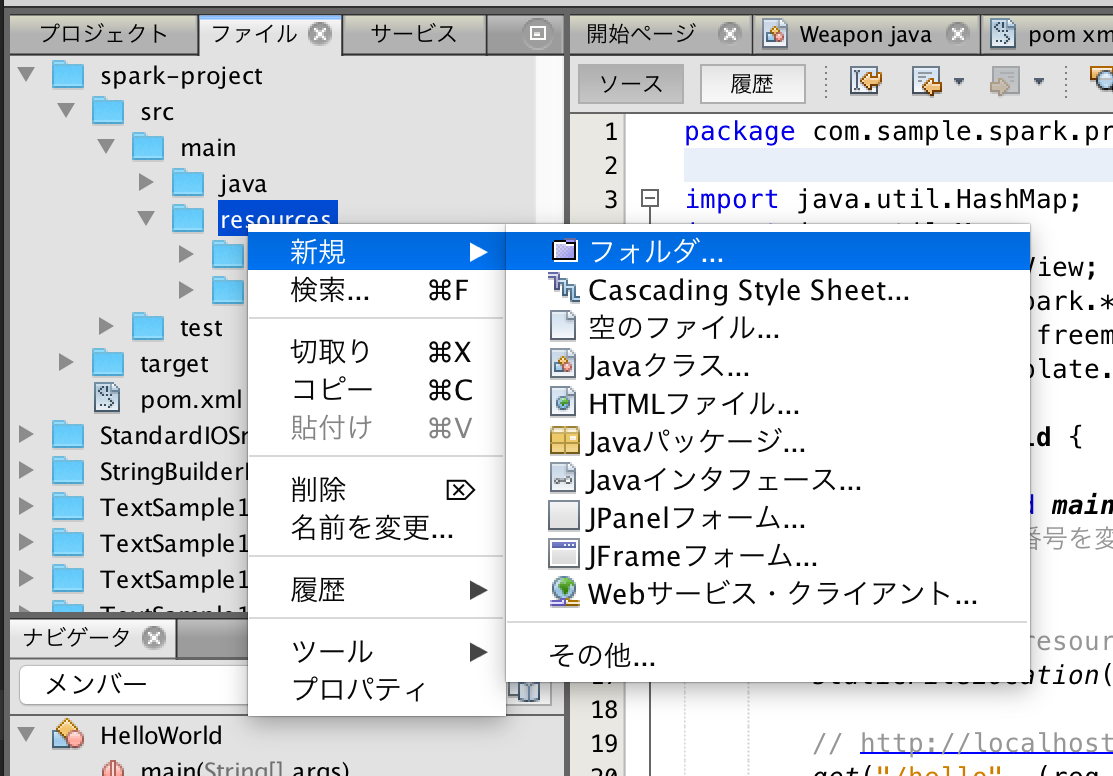 プロジェクト
ファイル
サービス
開始ページ
Weapon java
pom xm
ソース
履歴
spark-project
src
main
java
resources
test
target
pom.xml
StandardIOSr
StringBuilder
TextSample1
TextSample1
TextSample1
新規
検索... ⌘F
切取り ⌘X
コピー ⌘C
貼付け ⌘V
削除 ⌦
名前を変更...
履歴
ツール
プロパティ
フォルダ...
Cascading Style Sheet...
空のファイル...
Javaクラス...
HTMLファイル...
Javaパッケージ...
Javaインタフェース...
JPanelフォーム...
JFrameフォーム...
Webサービス・クライアント...
その他...
1 package com.sample.spark.pr
2
3 import java.util.HashMap;
View;
park.*
freem
plate.
ld {
d main
番号を変
resour
18
19 // http://localhost
get("/hello", (req
ナビゲータ
メンバー
HelloWorld
main(String[] args)